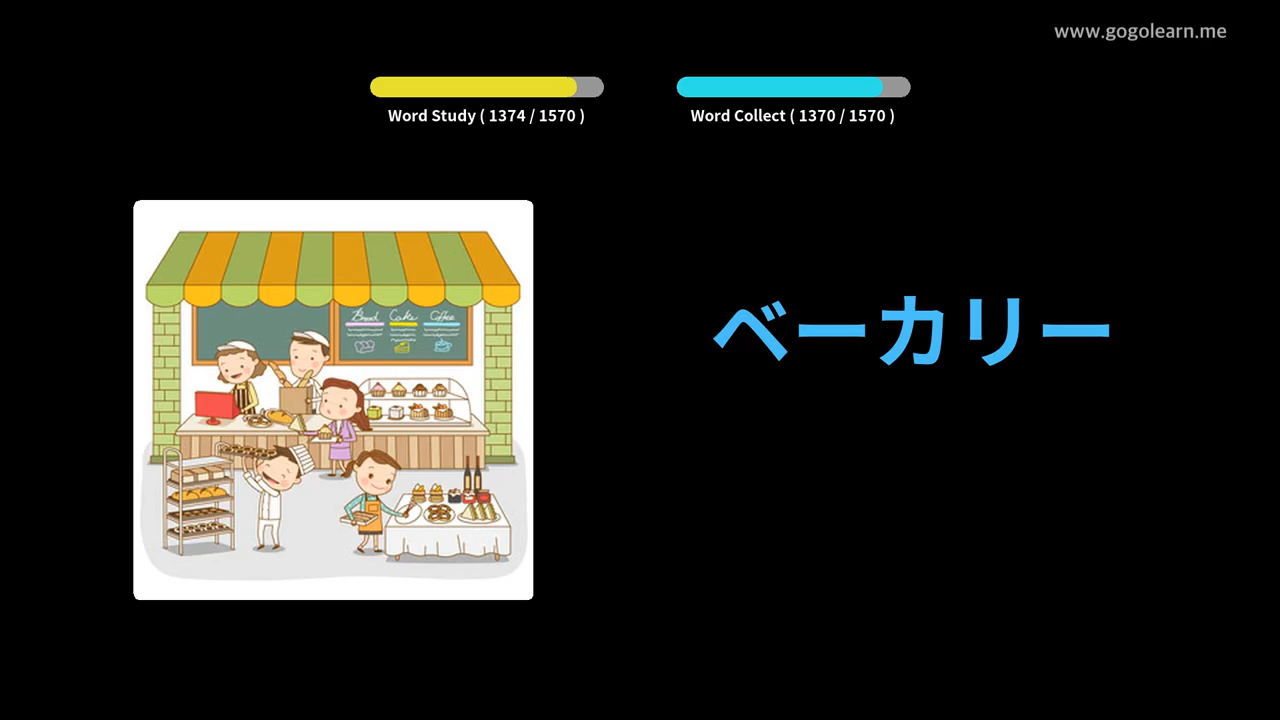 www.gogolearn.me
Word Study ( 1374 / 1570 )
Word Collect ( 1370 / 1570 )
Bread Cake Coffee
ベーカリー